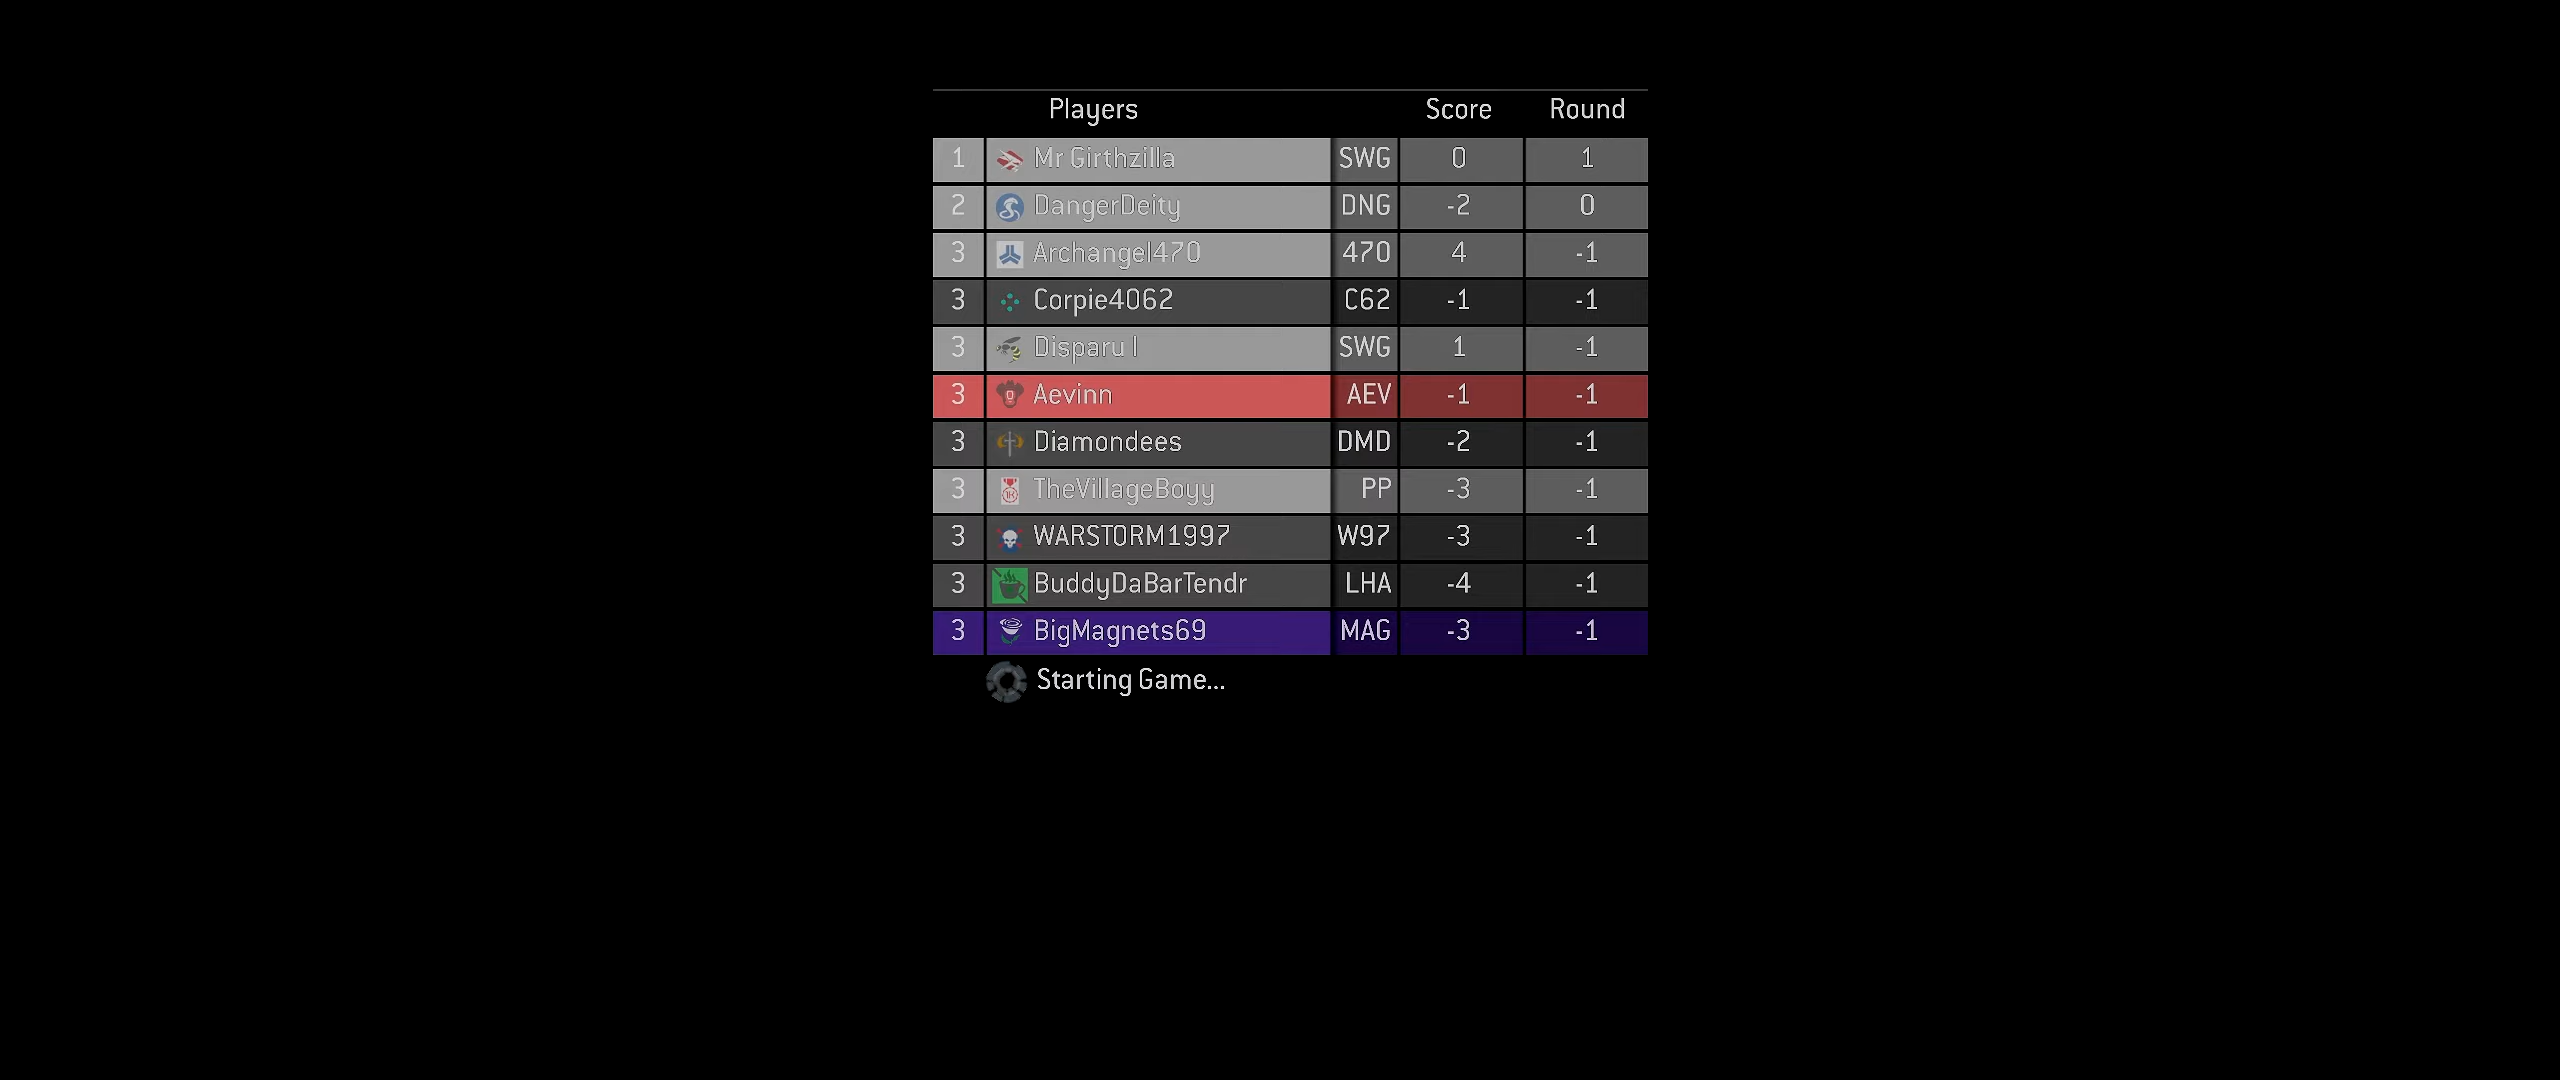 Players Score Round
1 Mr Girthzilla SWG 0 1
2 DangerDeity DNG -2 0
3 Archangel470 470 4 -1
3 Corpie4062 C62 -1 -1
3 Disparu I SWG 1 -1
3 Aevinn AEV -1 -1
3 Diamondees DMD -2 -1
3 TheVillageBoyy PP -3 -1
3 WARSTORM1997 W97 -3 -1
3 BuddyDaBarTendr LHA -4 -1
3 BigMagnets69 MAG -3 -1
Starting Game...